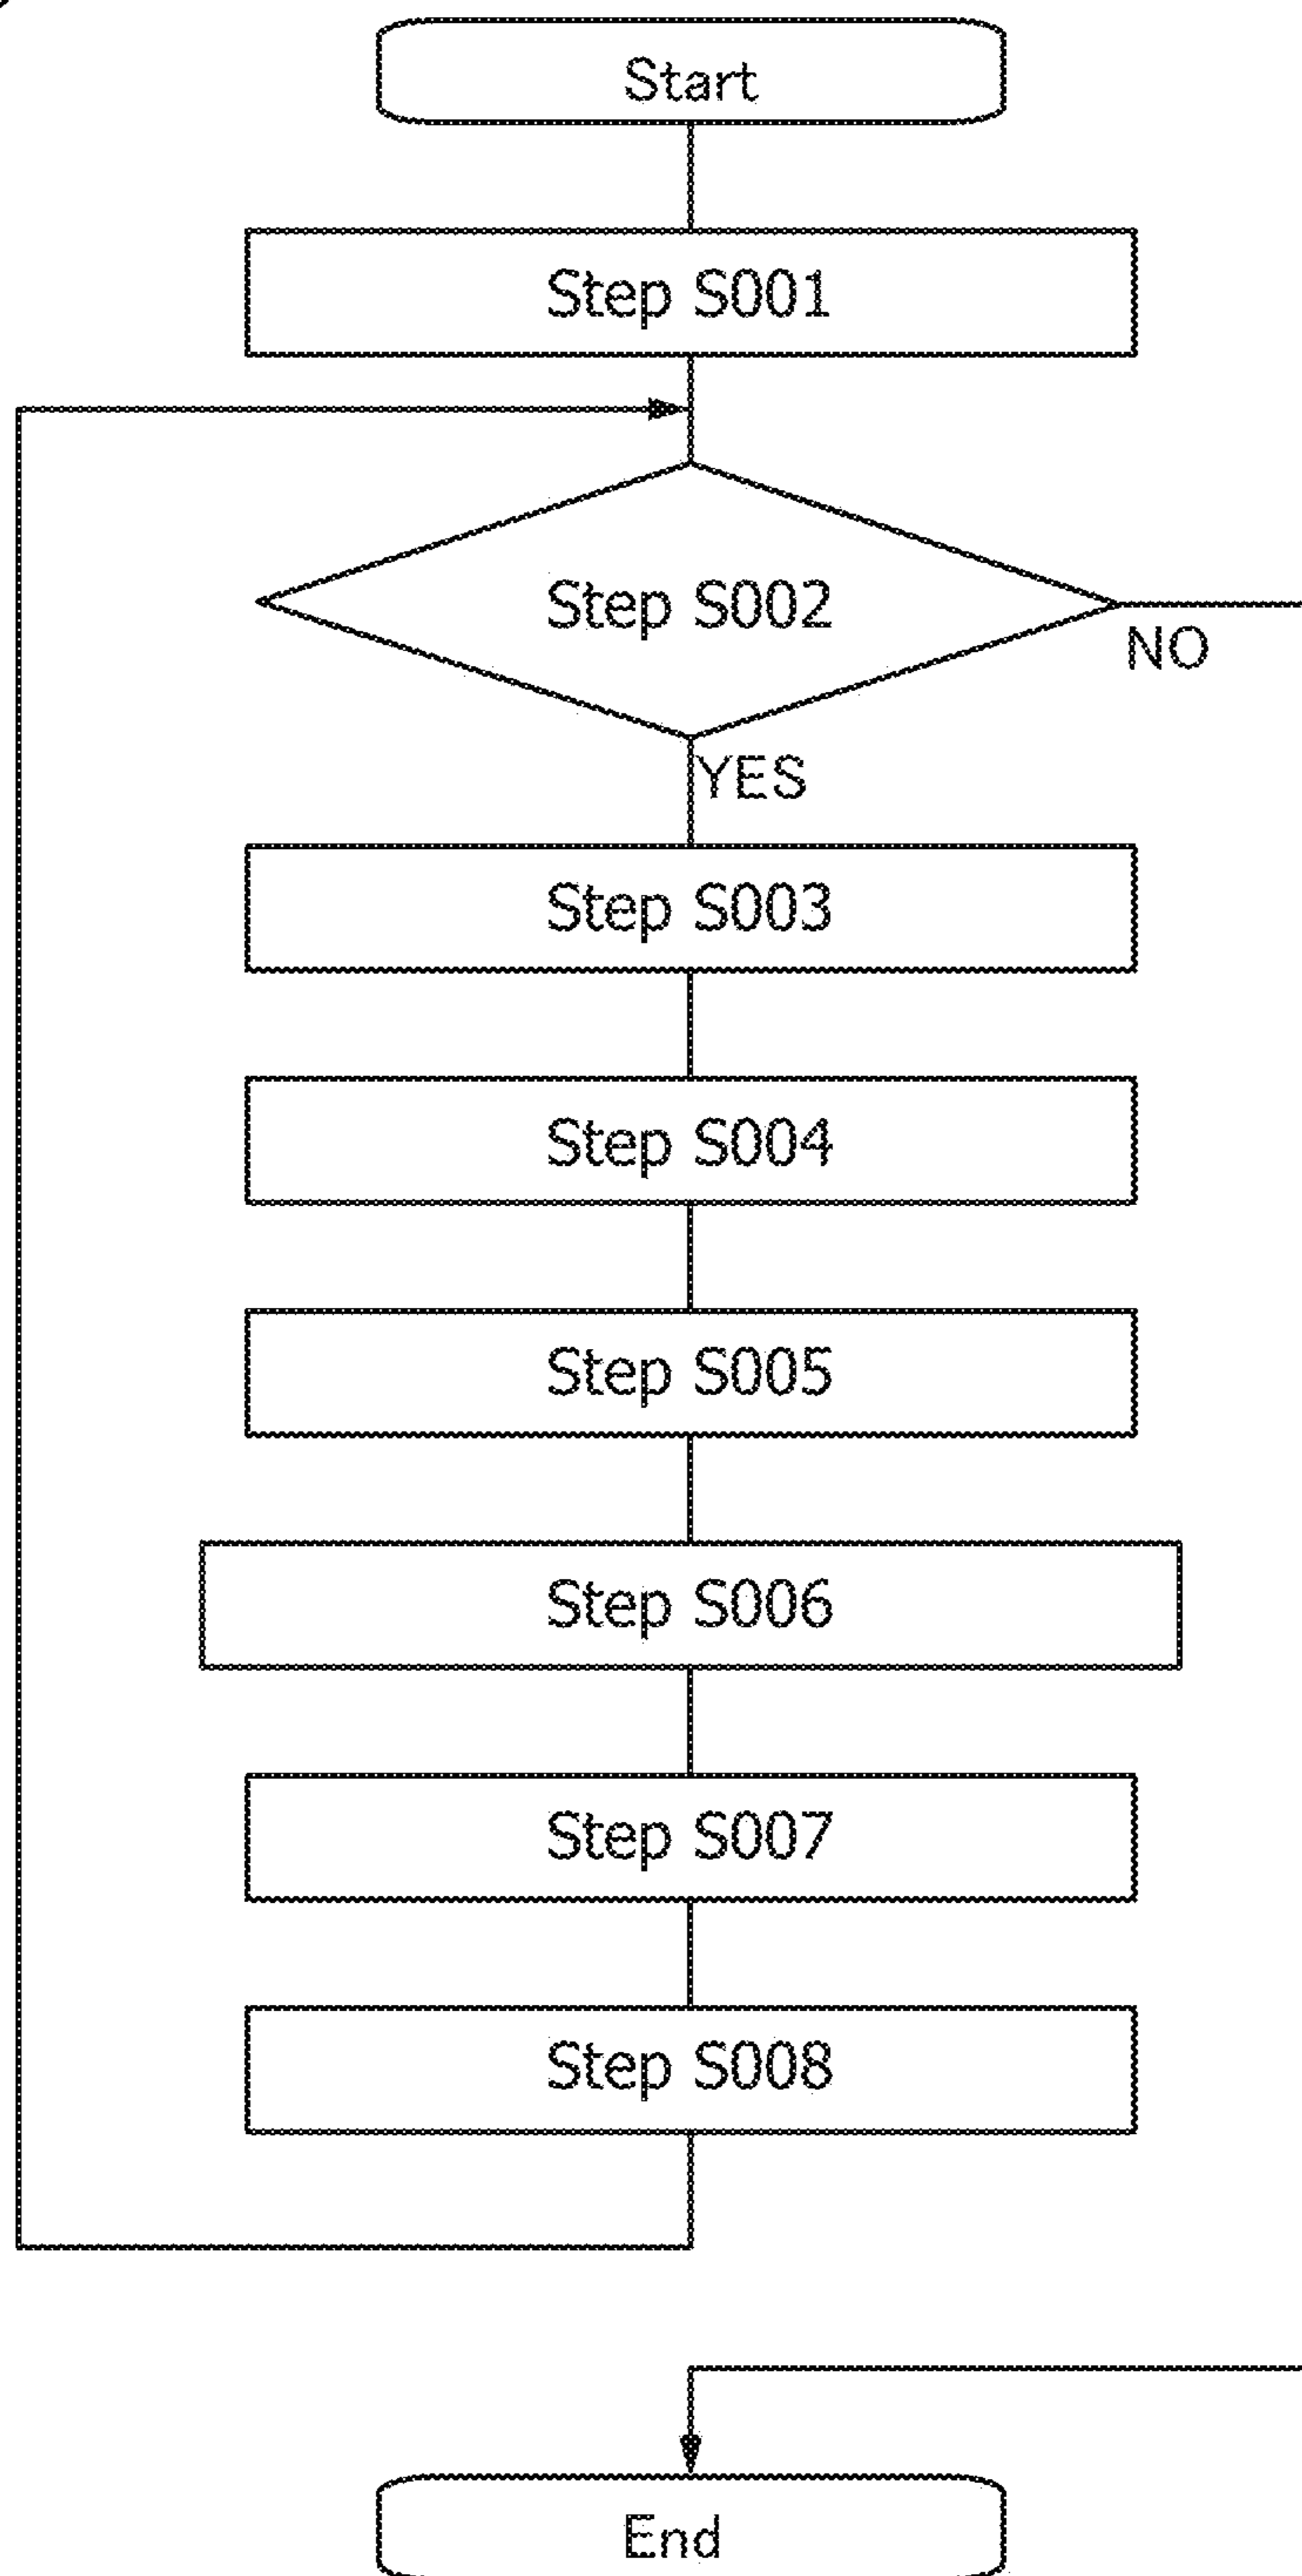 Start
Step S001
Step S002
NO
YES
Step S003
Step S004
Step S005
Step S006
Step S007
Step S008
End